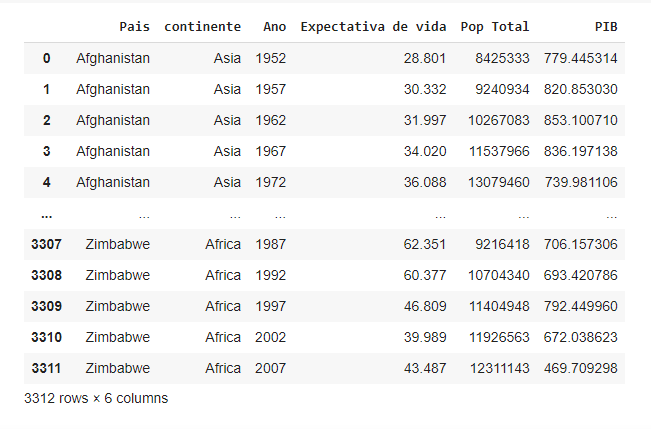 Pais continente Ano Expectativa de vida Pop Total PIB
0 Afghanistan Asia 1952 28.801 8425333 779.445314
1 Afghanistan Asia 1957 30.332 9240934 820.853030
2 Afghanistan Asia 1962 31.997 10267083 853.100710
3 Afghanistan Asia 1967 34.020 11537966 836.197138
4 Afghanistan Asia 1972 36.088 13079460 739.981106
... ... ... ... ... ... ...
3307 Zimbabwe Africa 1987 62.351 9216418 706.157306
3308 Zimbabwe Africa 1992 60.377 10704340 693.420786
3309 Zimbabwe Africa 1997 46.809 11404948 792.449960
3310 Zimbabwe Africa 2002 39.989 11926563 672.038623
3311 Zimbabwe Africa 2007 43.487 12311143 469.709298
3312 rows × 6 columns